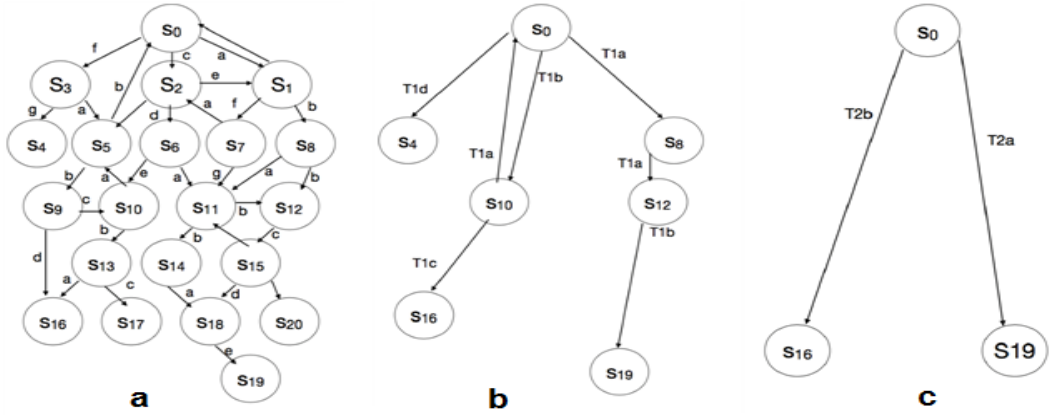 S0
f
c
a
S3
S2
e
S1
b
g
a
d
a
f
b
S4
S5
S6
S7
S8
b
a
e
a
g
a
b
S9
c
S10
S11
b
S12
b
b
c
d
S13
S14
S15
a
c
a
d
S16
S17
S18
S20
e
S19
a
S0
T1d
T1b
T1a
S4
S8
T1a
T1a
S10
S12
T1b
T1c
S16
S19
b
S0
T2b
T2a
S16
S19
c